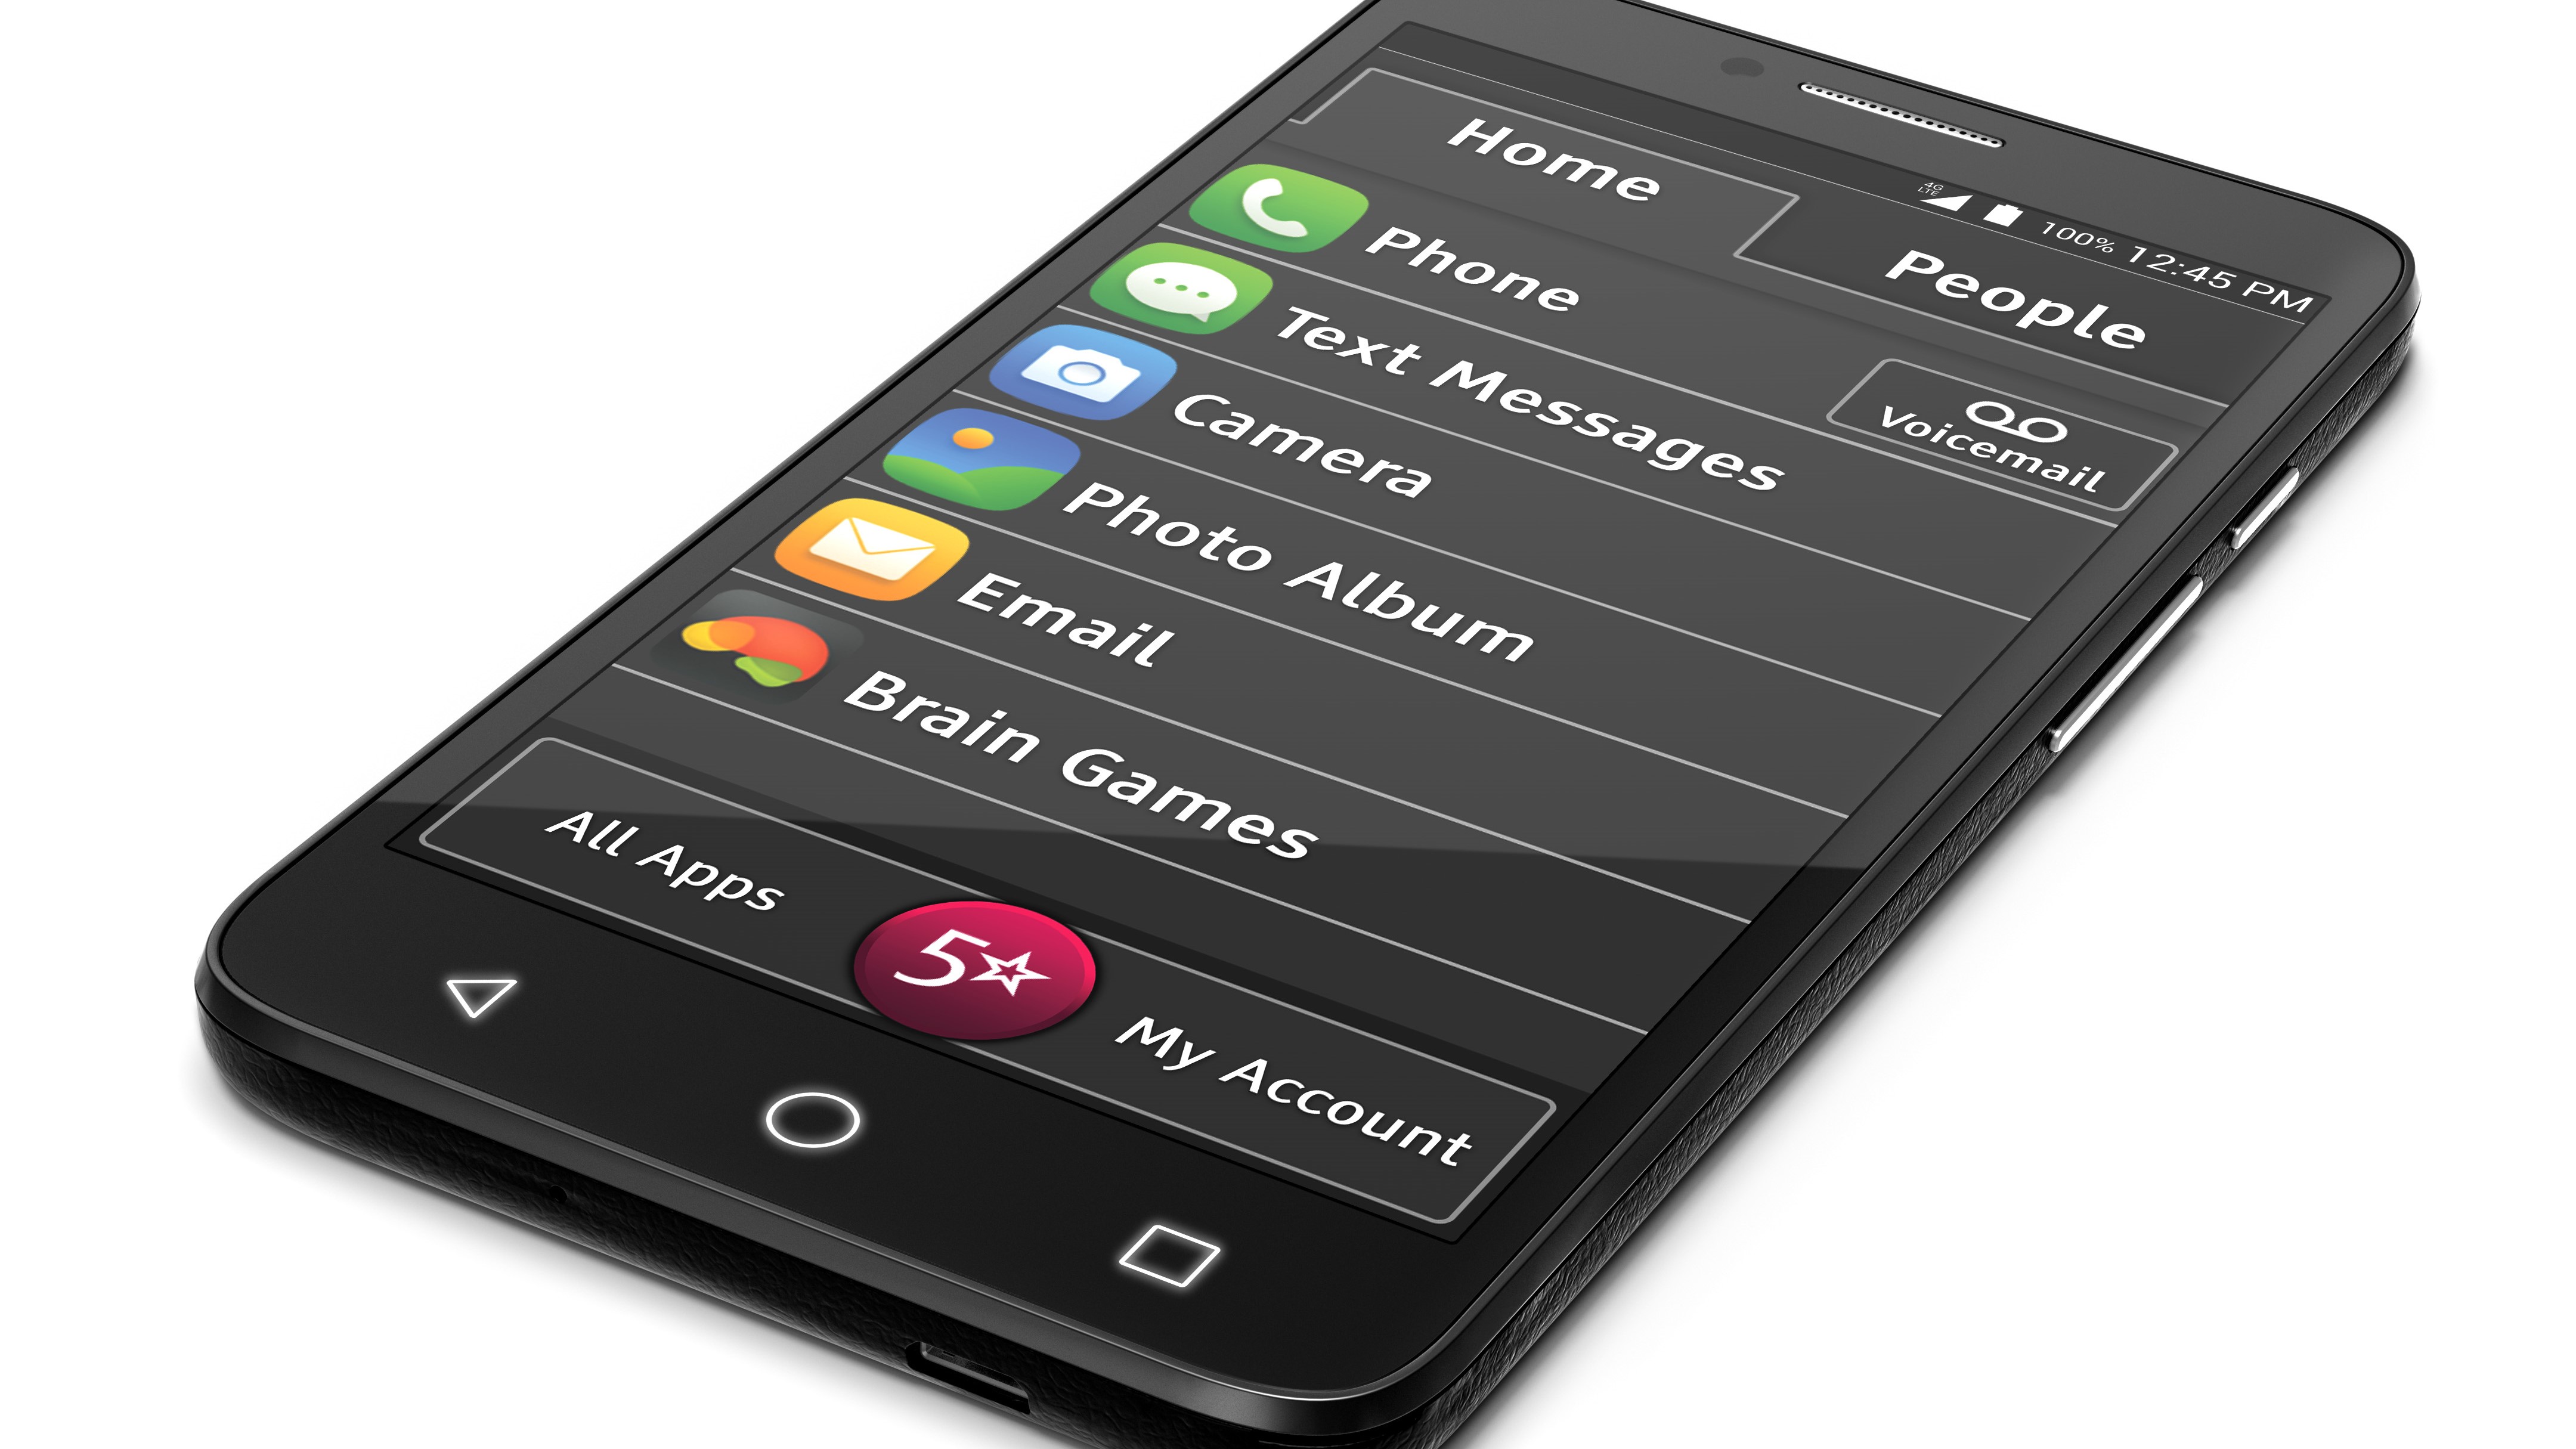 4G
LTE
100% 12:45 PM
Home
People
Phone
Voicemail
Text Messages
Camera
Photo Album
Email
Brain Games
All Apps
5
My Account